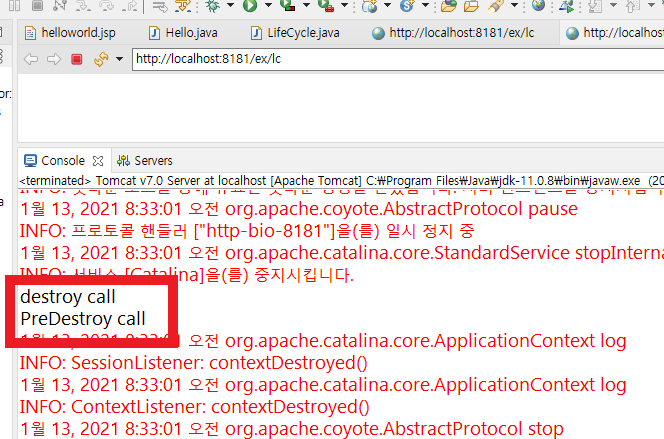 helloworld.jsp
Hello.java
LifeCycle.java
http://localhost:8181/ex/lc
http://loc
http://localhost:8181/ex/lc
or:
Console
Servers
<terminated> Tomcat v7.0 Server at localhost [Apache Tomcat] C:₩Program Files₩Java₩jdk-11.0.8₩bin₩javaw.exe (20
1월 13, 2021 8:33:01 오전 org.apache.coyote.AbstractProtocol pause
INFO: 프로토콜 핸들러 ["http-bio-8181"]을(를) 일시 정지 중
1월 13, 2021 8:33:01 오전 org.apache.catalina.core.StandardService stopInterna
INFO: 서비스 [Catalina]을(를) 중지시킵니다.
destroy call
PreDestroy call
1월 13, 2021 8:33:01 오전 org.apache.catalina.core.ApplicationContext log
INFO: SessionListener: contextDestroyed()
1월 13, 2021 8:33:01 오전 org.apache.catalina.core.ApplicationContext log
INFO: ContextListener: contextDestroyed()
1월 13, 2021 8:33:01 오전 org.apache.coyote.AbstractProtocol stop